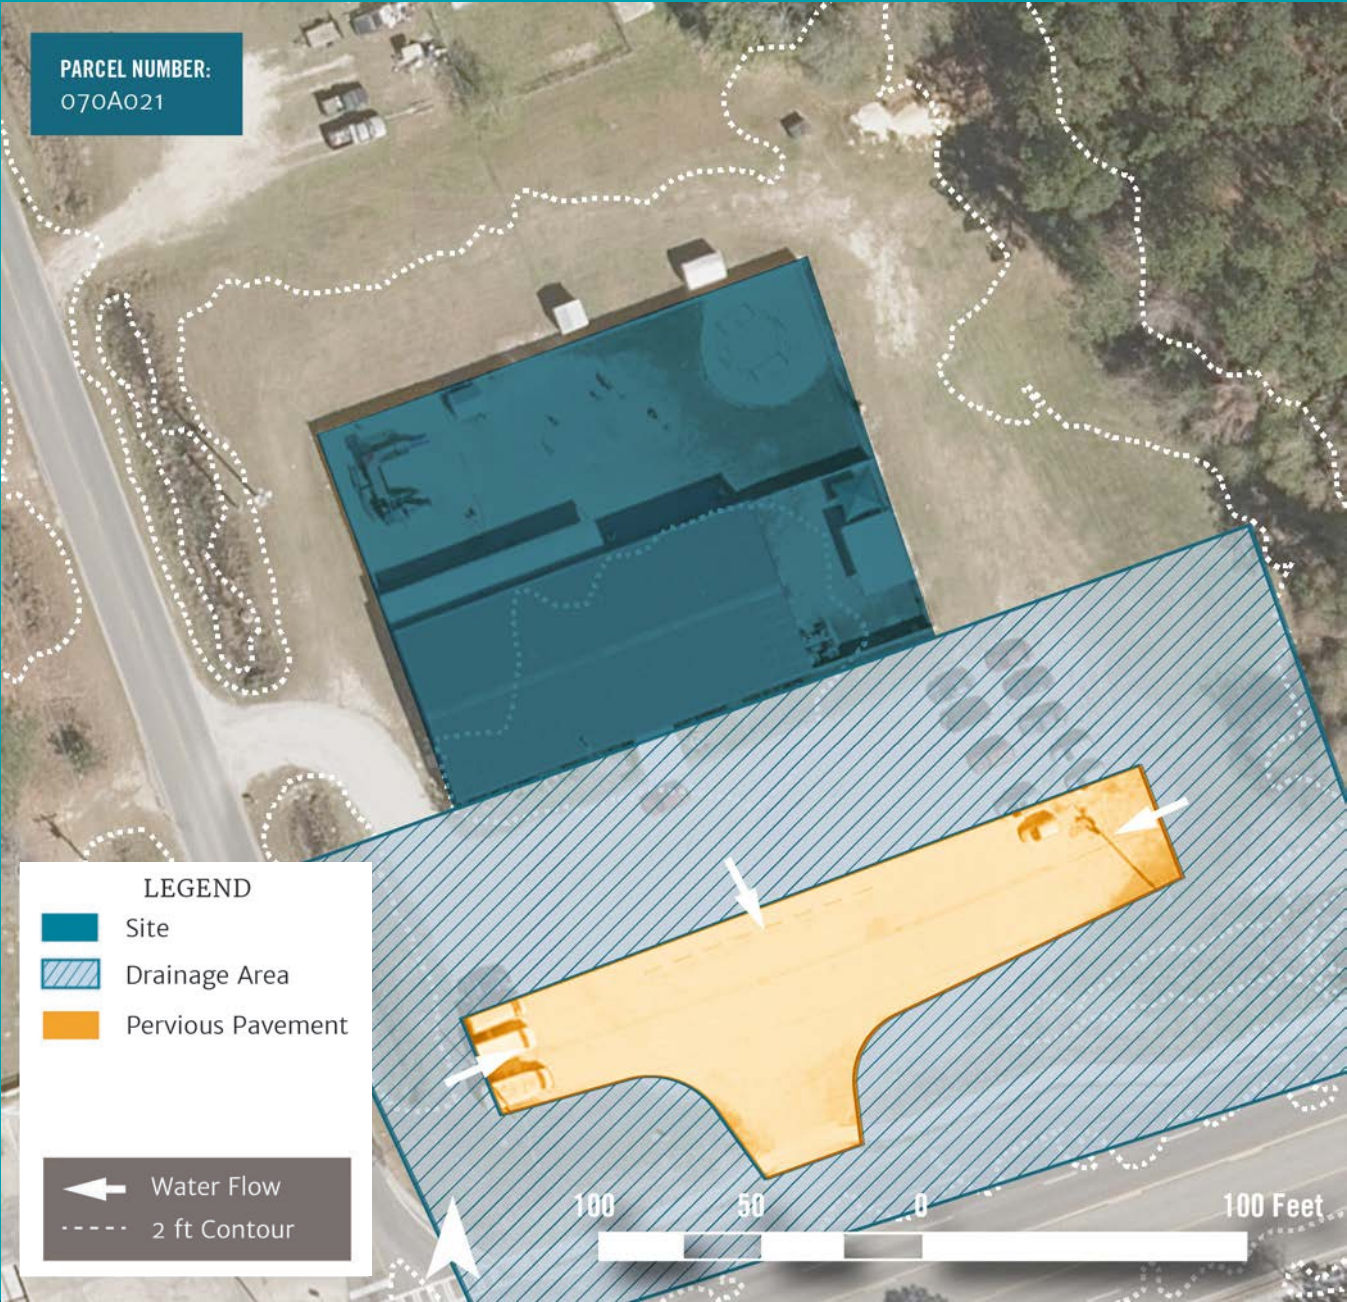 PARCEL NUMBER:
070A021
LEGEND
Site
Drainage Area
Pervious Pavement
Water Flow
2 ft Contour
100 50 0 100 Feet